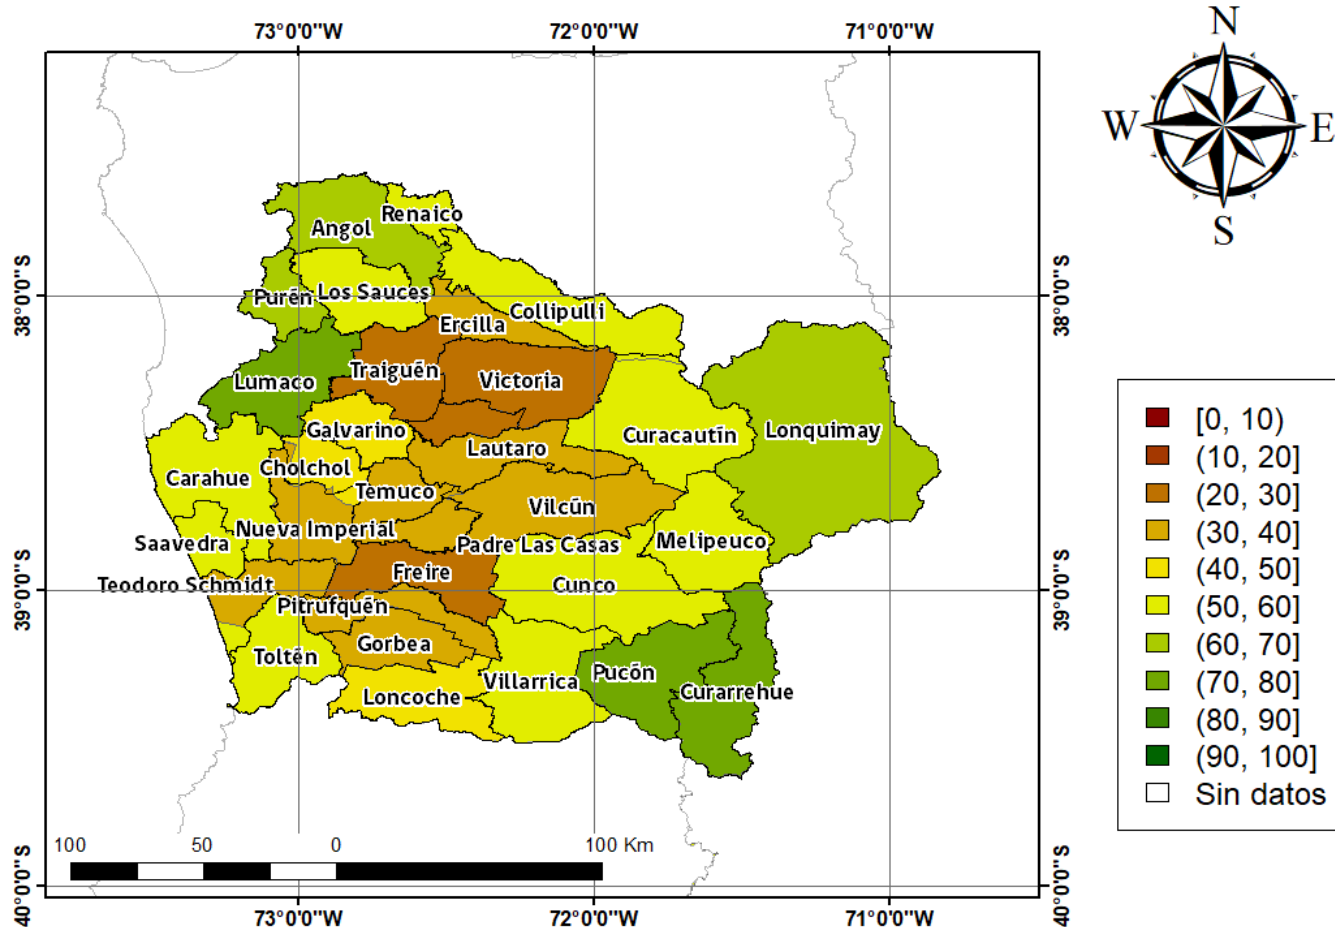 73°0'0"W 72°0'0"W 71°0'0"W
N
W E
S
Renaico
Angol
38°0'0"S 38°0'0"S
Purén Los Sauces
Collipulli
Ercilla
Traiguén
Lumaco Victoria
Galvarino Curacautín Lonquimay
Lautaro
Cholchol
Carahue
Temuco
Vilcún
Nueva Imperial
Saavedra Padre Las Casas Melipeuco
Freire
Teodoro Schmidt Cunco
39°0'0"S 39°0'0"S
Pitrufquén
Gorbea
Toltén
Pucón
Villarrica Curarrehue
Loncoche
[0, 10)
(10, 20]
(20, 30]
(30, 40]
(40, 50]
(50, 60]
(60, 70]
(70, 80]
(80, 90]
(90, 100]
Sin datos
100 50 0 100 Km
40°0'0"S 40°0'0"S
73°0'0"W 72°0'0"W 71°0'0"W